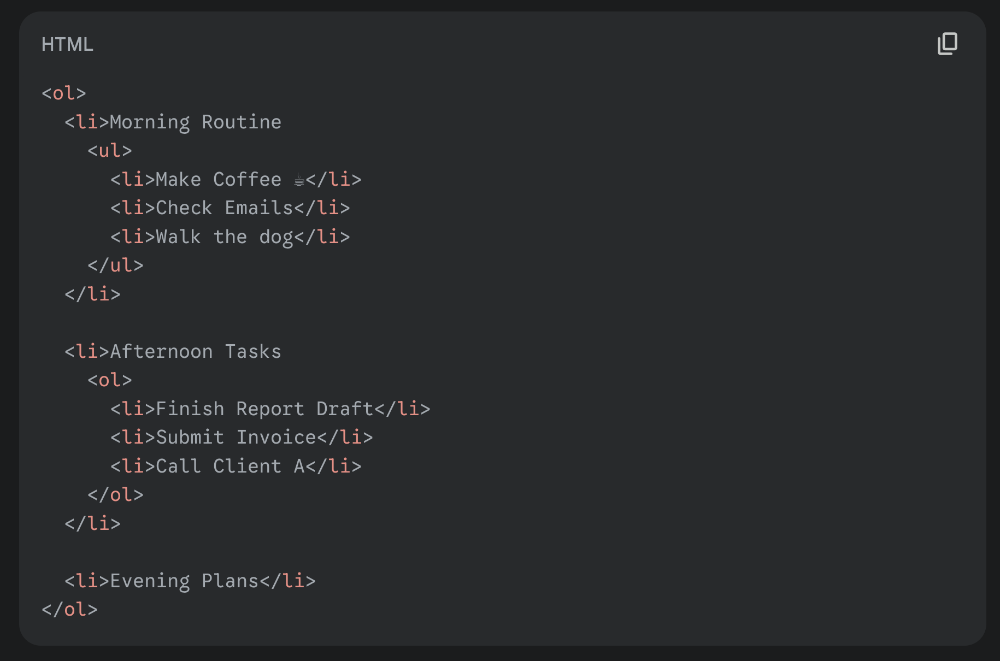 HTML
<ol>
  <li>Morning Routine
    <ul>
      <li>Make Coffee ☕</li>
      <li>Check Emails</li>
      <li>Walk the dog</li>
    </ul>
  </li>

  <li>Afternoon Tasks
    <ol>
      <li>Finish Report Draft</li>
      <li>Submit Invoice</li>
      <li>Call Client A</li>
    </ol>
  </li>

  <li>Evening Plans</li>
</ol>